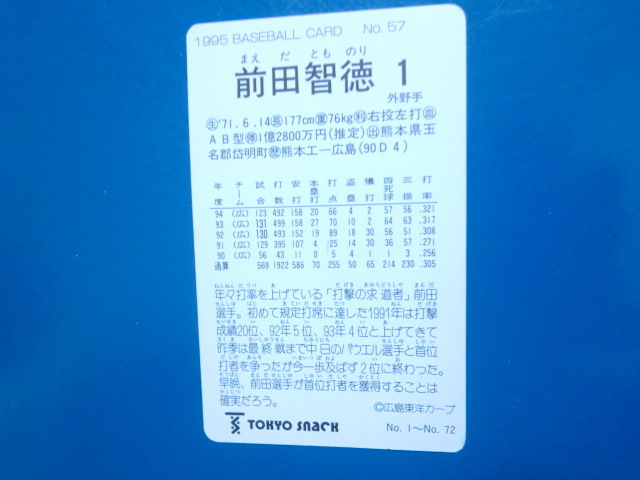 1995 BASEBALL CARD No. 57
まえ だ とも のり
前田智徳 1
外野手
生'71.6.14長177cm重76kg利右投左打血
AB型年1億2800万円(推定)出熊本県玉
名郡岱明町歴熊本工ー広島(90D4)
年度 チーム 試合 打数 安打 本塁打 打点 盗塁 犠打 四死球 三振 打率
94 (広) 123 492 158 20 66 4 2 57 56 .321
93 (広) 131 499 158 27 70 10 2 64 63 .317
92 (広) 130 493 152 19 89 18 30 56 51 .308
91 (広) 129 395 107 4 25 14 30 36 57 .271
90 (広) 56 43 11 0 5 4 1 1 3 .256
通算 569 1922 586 70 255 50 65 214 230 .305
年々打率を上げている「打撃の求道者」前田
選手。初めて規定打席に達した1991年は打撃
成績20位、92年5位、93年4位と上げてきて
昨季は最終戦まで中日のパウエル選手と首位
打者を争ったが今一歩及ばず2位に終わった。
早晩、前田選手が首位打者を獲得することは
確実だろう。
©広島東洋カープ
TOKYO SNACK No. 1〜No. 72